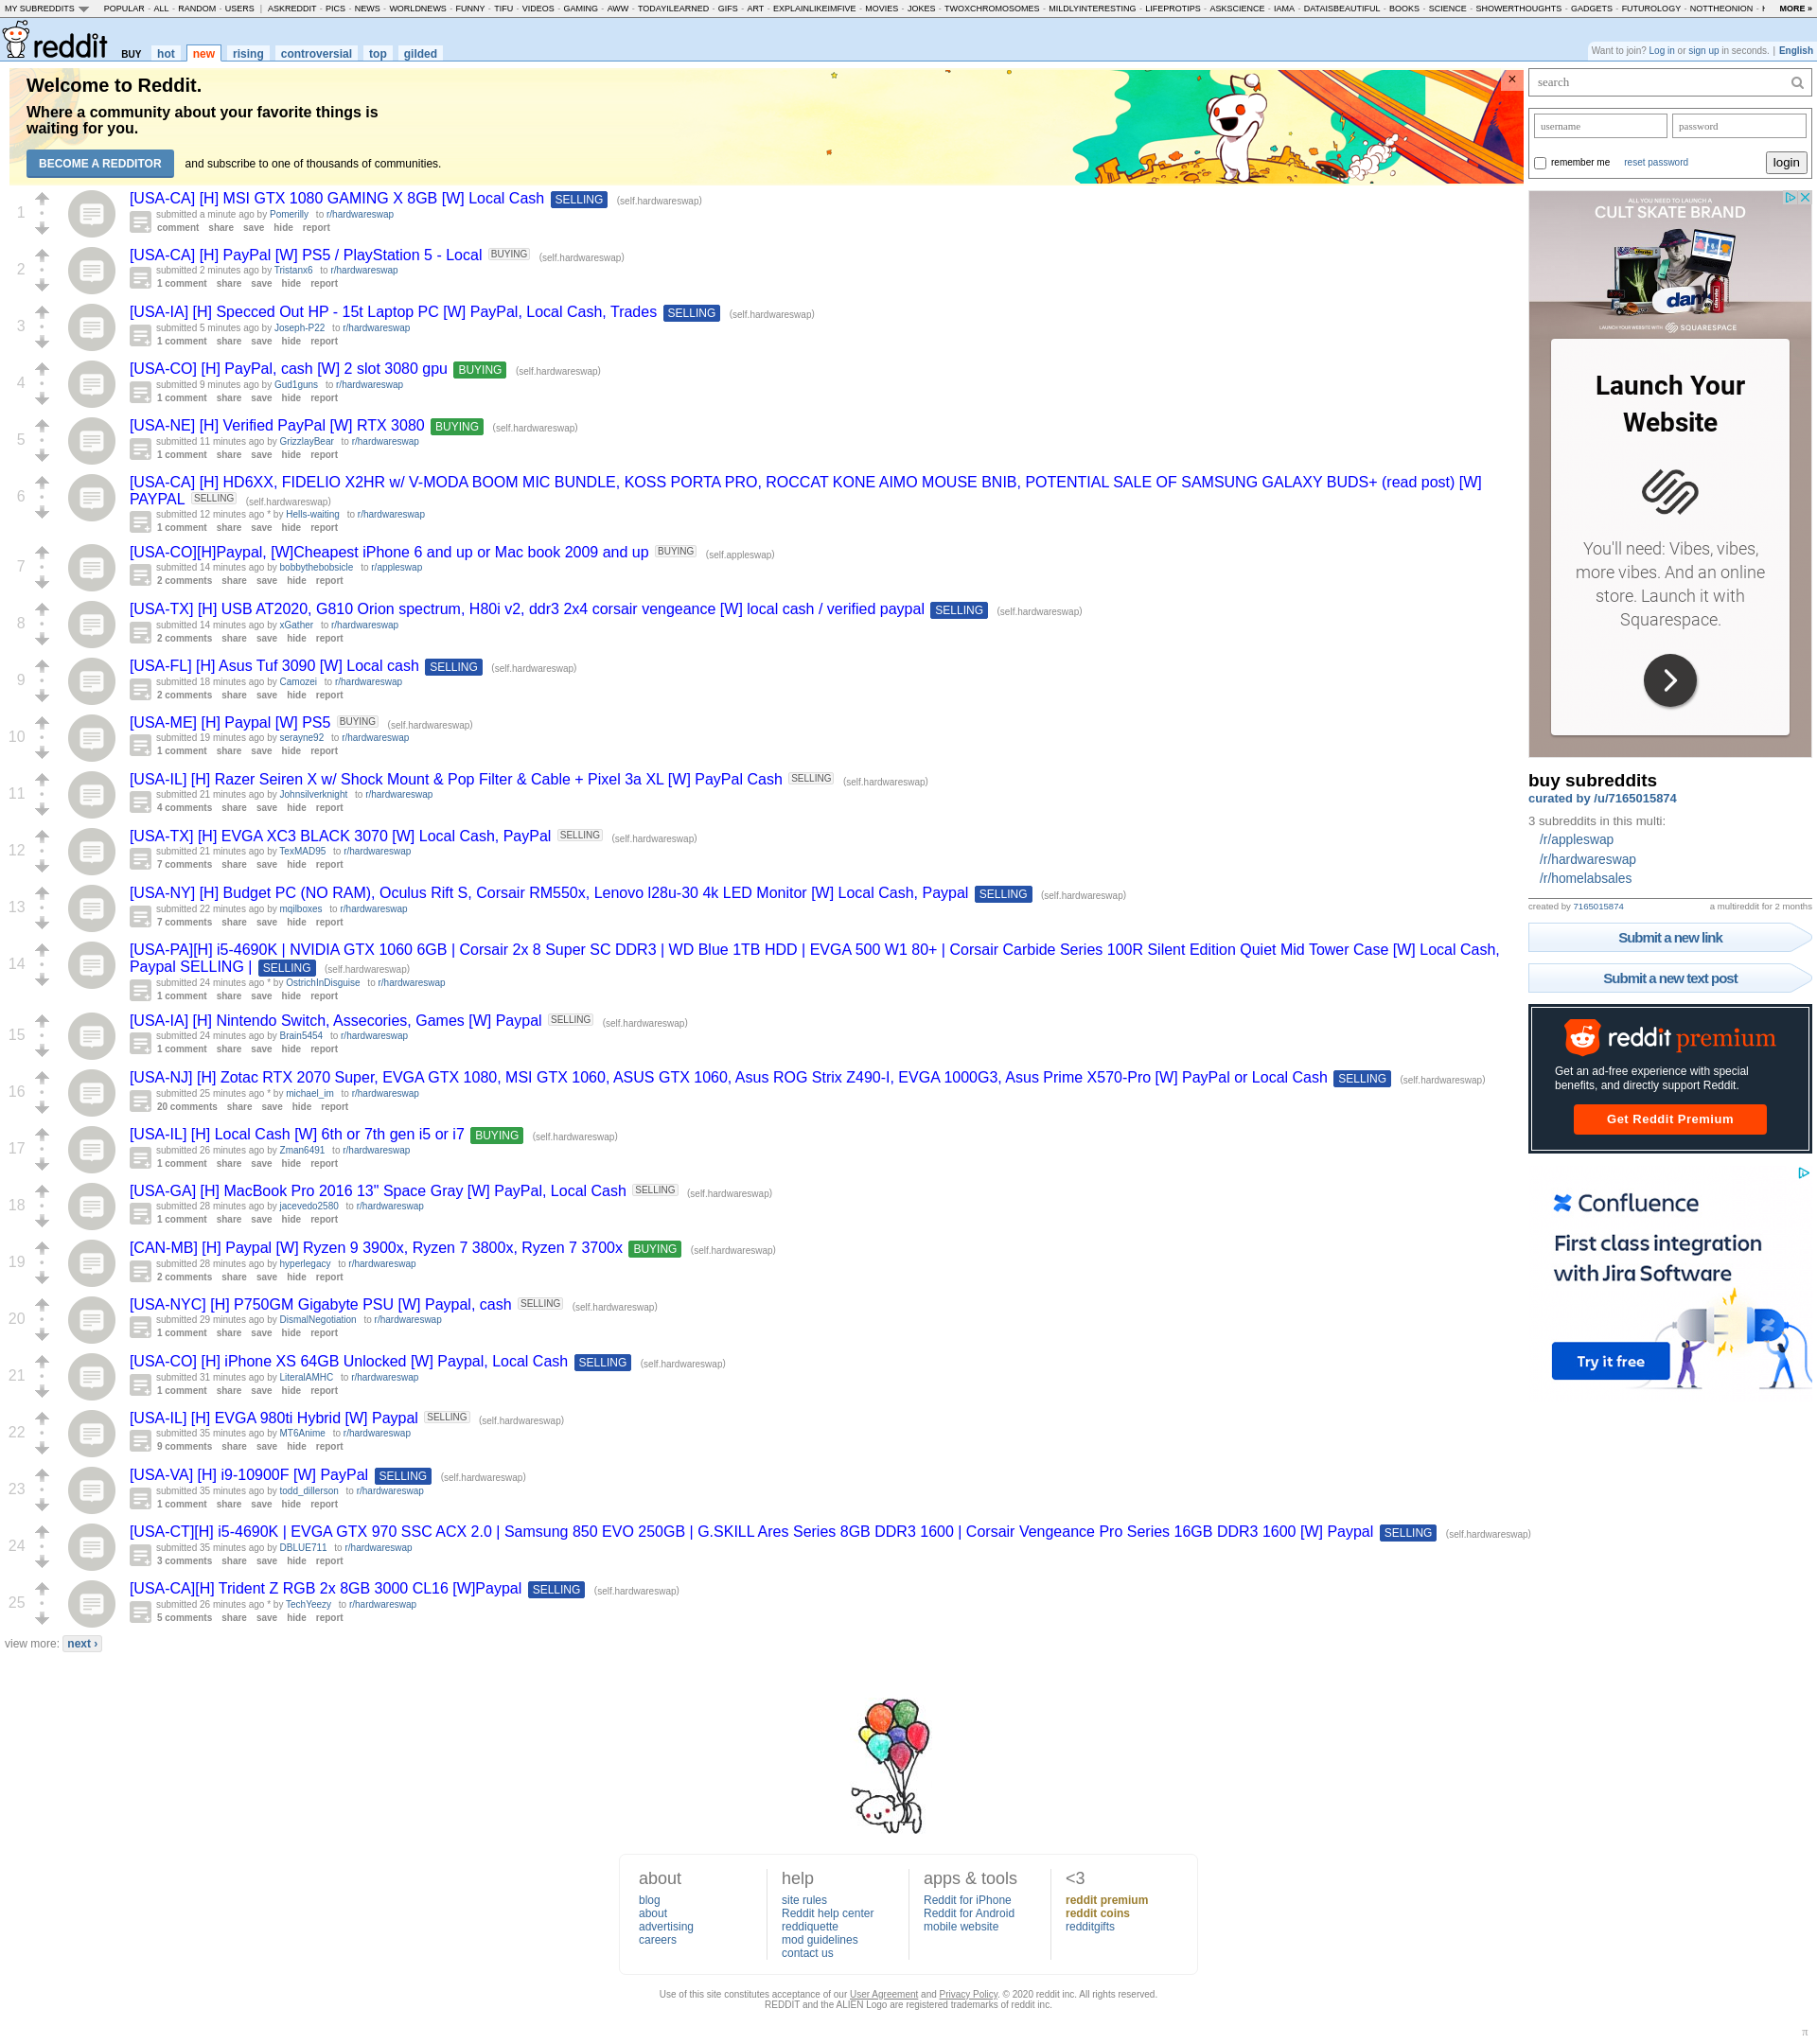 MY SUBREDDITS POPULAR - ALL - RANDOM - USERS | ASKREDDIT - PICS - NEWS - WORLDNEWS - FUNNY - TIFU - VIDEOS - GAMING - AWW - TODAYILEARNED - GIFS - ART - EXPLAINLIKEIMFIVE - MOVIES - JOKES - TWOXCHROMOSOMES - MILDLYINTERESTING - LIFEPROTIPS - ASKSCIENCE - IAMA - DATAISBEAUTIFUL - BOOKS - SCIENCE - SHOWERTHOUGHTS - GADGETS - FUTUROLOGY - NOTTHEONION - MORE »
reddit BUY hot new rising controversial top gilded
Want to join? Log in or sign up in seconds. | English
Welcome to Reddit.
Where a community about your favorite things is
waiting for you.
BECOME A REDDITOR and subscribe to one of thousands of communities.
1
[USA-CA] [H] MSI GTX 1080 GAMING X 8GB [W] Local Cash SELLING (self.hardwareswap)
submitted a minute ago by Pomerilly to r/hardwareswap
comment share save hide report
2
[USA-CA] [H] PayPal [W] PS5 / PlayStation 5 - Local BUYING (self.hardwareswap)
submitted 2 minutes ago by Tristanx6 to r/hardwareswap
1 comment share save hide report
3
[USA-IA] [H] Specced Out HP - 15t Laptop PC [W] PayPal, Local Cash, Trades SELLING (self.hardwareswap)
submitted 5 minutes ago by Joseph-P22 to r/hardwareswap
1 comment share save hide report
4
[USA-CO] [H] PayPal, cash [W] 2 slot 3080 gpu BUYING (self.hardwareswap)
submitted 9 minutes ago by Gud1guns to r/hardwareswap
1 comment share save hide report
5
[USA-NE] [H] Verified PayPal [W] RTX 3080 BUYING (self.hardwareswap)
submitted 11 minutes ago by GrizzlayBear to r/hardwareswap
1 comment share save hide report
6
[USA-CA] [H] HD6XX, FIDELIO X2HR w/ V-MODA BOOM MIC BUNDLE, KOSS PORTA PRO, ROCCAT KONE AIMO MOUSE BNIB, POTENTIAL SALE OF SAMSUNG GALAXY BUDS+ (read post) [W]
PAYPAL SELLING (self.hardwareswap)
submitted 12 minutes ago * by Hells-waiting to r/hardwareswap
1 comment share save hide report
7
[USA-CO][H]Paypal, [W]Cheapest iPhone 6 and up or Mac book 2009 and up BUYING (self.appleswap)
submitted 14 minutes ago by bobbythebobsicle to r/appleswap
2 comments share save hide report
8
[USA-TX] [H] USB AT2020, G810 Orion spectrum, H80i v2, ddr3 2x4 corsair vengeance [W] local cash / verified paypal SELLING (self.hardwareswap)
submitted 14 minutes ago by xGather to r/hardwareswap
2 comments share save hide report
9
[USA-FL] [H] Asus Tuf 3090 [W] Local cash SELLING (self.hardwareswap)
submitted 18 minutes ago by Camozei to r/hardwareswap
2 comments share save hide report
10
[USA-ME] [H] Paypal [W] PS5 BUYING (self.hardwareswap)
submitted 19 minutes ago by serayne92 to r/hardwareswap
1 comment share save hide report
11
[USA-IL] [H] Razer Seiren X w/ Shock Mount & Pop Filter & Cable + Pixel 3a XL [W] PayPal Cash SELLING (self.hardwareswap)
submitted 21 minutes ago by Johnsilverknight to r/hardwareswap
4 comments share save hide report
12
[USA-TX] [H] EVGA XC3 BLACK 3070 [W] Local Cash, PayPal SELLING (self.hardwareswap)
submitted 21 minutes ago by TexMAD95 to r/hardwareswap
7 comments share save hide report
13
[USA-NY] [H] Budget PC (NO RAM), Oculus Rift S, Corsair RM550x, Lenovo l28u-30 4k LED Monitor [W] Local Cash, Paypal SELLING (self.hardwareswap)
submitted 22 minutes ago by mqilboxes to r/hardwareswap
7 comments share save hide report
14
[USA-PA][H] i5-4690K | NVIDIA GTX 1060 6GB | Corsair 2x 8 Super SC DDR3 | WD Blue 1TB HDD | EVGA 500 W1 80+ | Corsair Carbide Series 100R Silent Edition Quiet Mid Tower Case [W] Local Cash,
Paypal SELLING | SELLING (self.hardwareswap)
submitted 24 minutes ago * by OstrichInDisguise to r/hardwareswap
1 comment share save hide report
15
[USA-IA] [H] Nintendo Switch, Assecories, Games [W] Paypal SELLING (self.hardwareswap)
submitted 24 minutes ago by Brain5454 to r/hardwareswap
1 comment share save hide report
16
[USA-NJ] [H] Zotac RTX 2070 Super, EVGA GTX 1080, MSI GTX 1060, ASUS GTX 1060, Asus ROG Strix Z490-I, EVGA 1000G3, Asus Prime X570-Pro [W] PayPal or Local Cash SELLING (self.hardwareswap)
submitted 25 minutes ago * by michael_im to r/hardwareswap
20 comments share save hide report
17
[USA-IL] [H] Local Cash [W] 6th or 7th gen i5 or i7 BUYING (self.hardwareswap)
submitted 26 minutes ago by Zman6491 to r/hardwareswap
1 comment share save hide report
18
[USA-GA] [H] MacBook Pro 2016 13" Space Gray [W] PayPal, Local Cash SELLING (self.hardwareswap)
submitted 28 minutes ago by jacevedo2580 to r/hardwareswap
1 comment share save hide report
19
[CAN-MB] [H] Paypal [W] Ryzen 9 3900x, Ryzen 7 3800x, Ryzen 7 3700x BUYING (self.hardwareswap)
submitted 28 minutes ago by hyperlegacy to r/hardwareswap
2 comments share save hide report
20
[USA-NYC] [H] P750GM Gigabyte PSU [W] Paypal, cash SELLING (self.hardwareswap)
submitted 29 minutes ago by DismalNegotiation to r/hardwareswap
1 comment share save hide report
21
[USA-CO] [H] iPhone XS 64GB Unlocked [W] Paypal, Local Cash SELLING (self.hardwareswap)
submitted 31 minutes ago by LiteralAMHC to r/hardwareswap
1 comment share save hide report
22
[USA-IL] [H] EVGA 980ti Hybrid [W] Paypal SELLING (self.hardwareswap)
submitted 35 minutes ago by MT6Anime to r/hardwareswap
9 comments share save hide report
23
[USA-VA] [H] i9-10900F [W] PayPal SELLING (self.hardwareswap)
submitted 35 minutes ago by todd_dillerson to r/hardwareswap
1 comment share save hide report
24
[USA-CT][H] i5-4690K | EVGA GTX 970 SSC ACX 2.0 | Samsung 850 EVO 250GB | G.SKILL Ares Series 8GB DDR3 1600 | Corsair Vengeance Pro Series 16GB DDR3 1600 [W] Paypal SELLING (self.hardwareswap)
submitted 35 minutes ago by DBLUE711 to r/hardwareswap
3 comments share save hide report
25
[USA-CA][H] Trident Z RGB 2x 8GB 3000 CL16 [W]Paypal SELLING (self.hardwareswap)
submitted 26 minutes ago * by TechYeezy to r/hardwareswap
5 comments share save hide report
view more: next ›
search
username password
remember me reset password login
ALL YOU NEED TO LAUNCH A
CULT SKATE BRAND
dan
LAUNCH YOUR WEBSITE WITH SQUARESPACE
Launch Your
Website
You'll need: Vibes, vibes,
more vibes. And an online
store. Launch it with
Squarespace.
buy subreddits
curated by /u/7165015874
3 subreddits in this multi:
/r/appleswap
/r/hardwareswap
/r/homelabsales
created by 7165015874 a multireddit for 2 months
Submit a new link
Submit a new text post
reddit premium
Get an ad-free experience with special
benefits, and directly support Reddit.
Get Reddit Premium
Confluence
First class integration
with Jira Software
Try it free
about
blog
about
advertising
careers
help
site rules
Reddit help center
reddiquette
mod guidelines
contact us
apps & tools
Reddit for iPhone
Reddit for Android
mobile website
<3
reddit premium
reddit coins
redditgifts
Use of this site constitutes acceptance of our User Agreement and Privacy Policy. © 2020 reddit inc. All rights reserved.
REDDIT and the ALIEN Logo are registered trademarks of reddit inc.
π